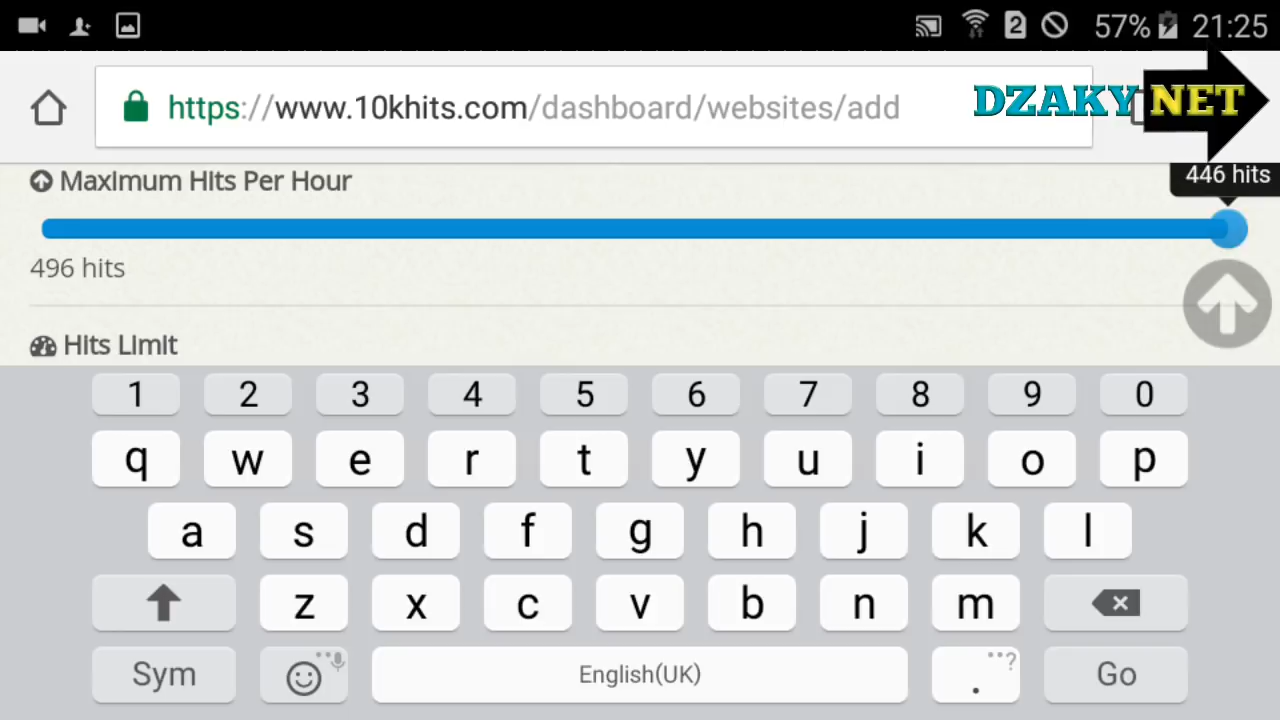 57% 21:25
https://www.10khits.com/dashboard/websites/add
DZAKY NET
Maximum Hits Per Hour
446 hits
496 hits
Hits Limit
1 2 3 4 5 6 7 8 9 0
q w e r t y u i o p
a s d f g h j k l
z x c v b n m
Sym English(UK) . ? Go